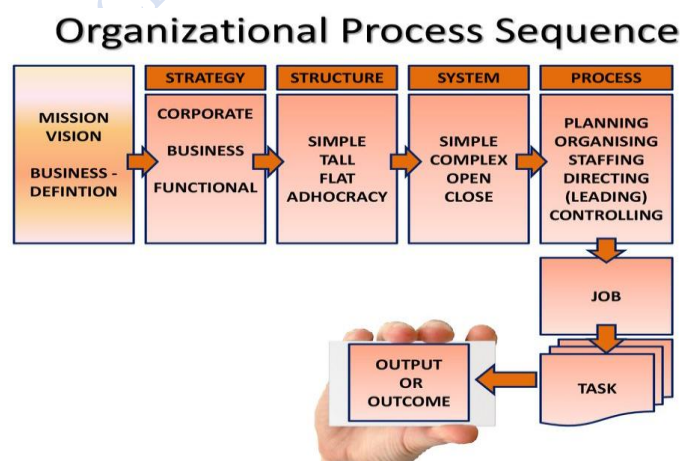 Organizational Process Sequence
MISSION
VISION
BUSINESS -
DEFINTION
STRATEGY
CORPORATE
BUSINESS
FUNCTIONAL
STRUCTURE
SIMPLE
TALL
FLAT
ADHOCRACY
SYSTEM
SIMPLE
COMPLEX
OPEN
CLOSE
PROCESS
PLANNING
ORGANISING
STAFFING
DIRECTING
(LEADING)
CONTROLLING
JOB
TASK
OUTPUT
OR
OUTCOME